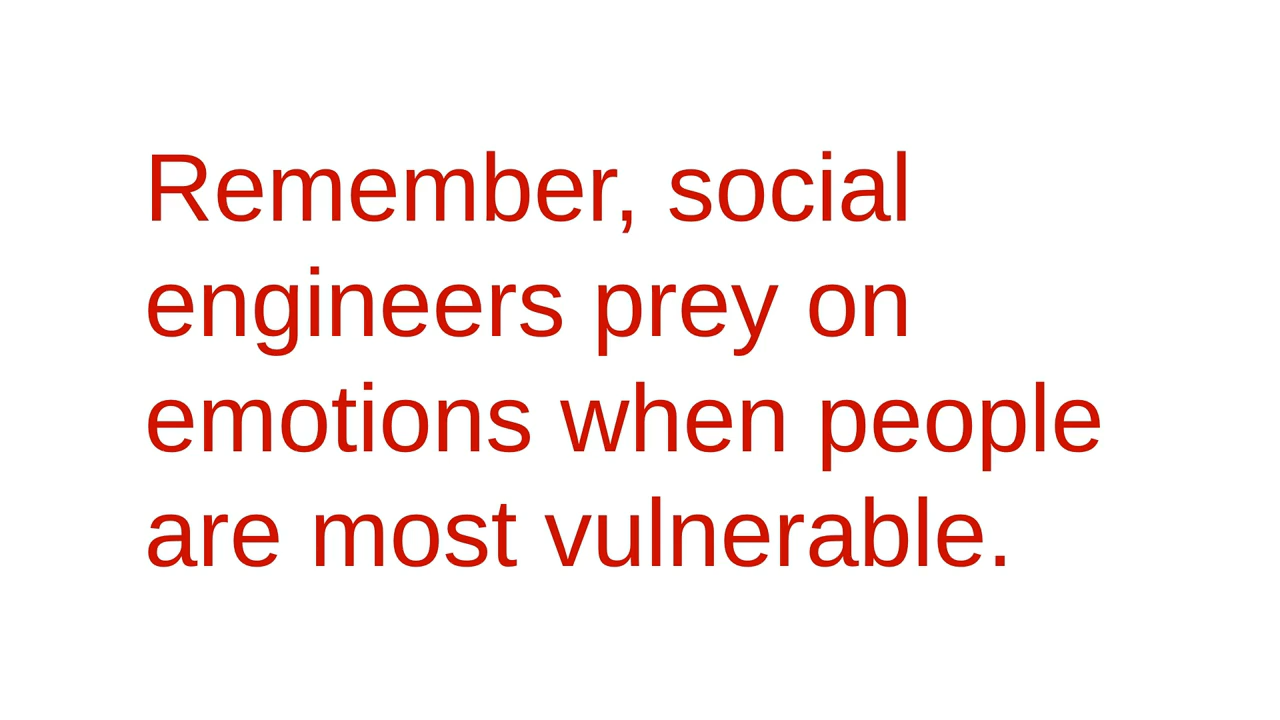 Remember, social
engineers prey on
emotions when people
are most vulnerable.